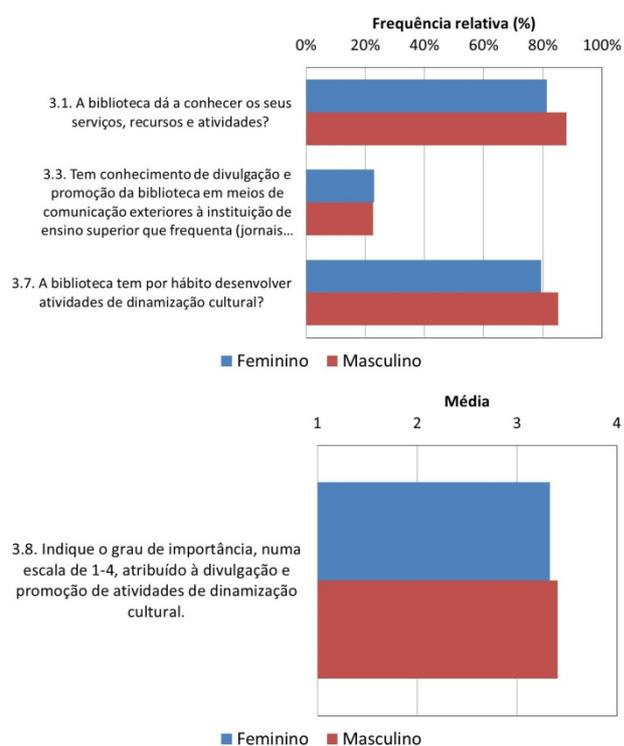 Frequência relativa (%)
0% 20% 40% 60% 80% 100%
3.1. A biblioteca dá a conhecer os seus
serviços, recursos e atividades?
3.3. Tem conhecimento de divulgação e
promoção da biblioteca em meios de
comunicação exteriores à instituição de
ensino superior que frequenta (jornais...
3.7. A biblioteca tem por hábito desenvolver
atividades de dinamização cultural?
Feminino Masculino
Média
1 2 3 4
3.8. Indique o grau de importância, numa
escala de 1-4, atribuído à divulgação e
promoção de atividades de dinamização
cultural.
Feminino Masculino